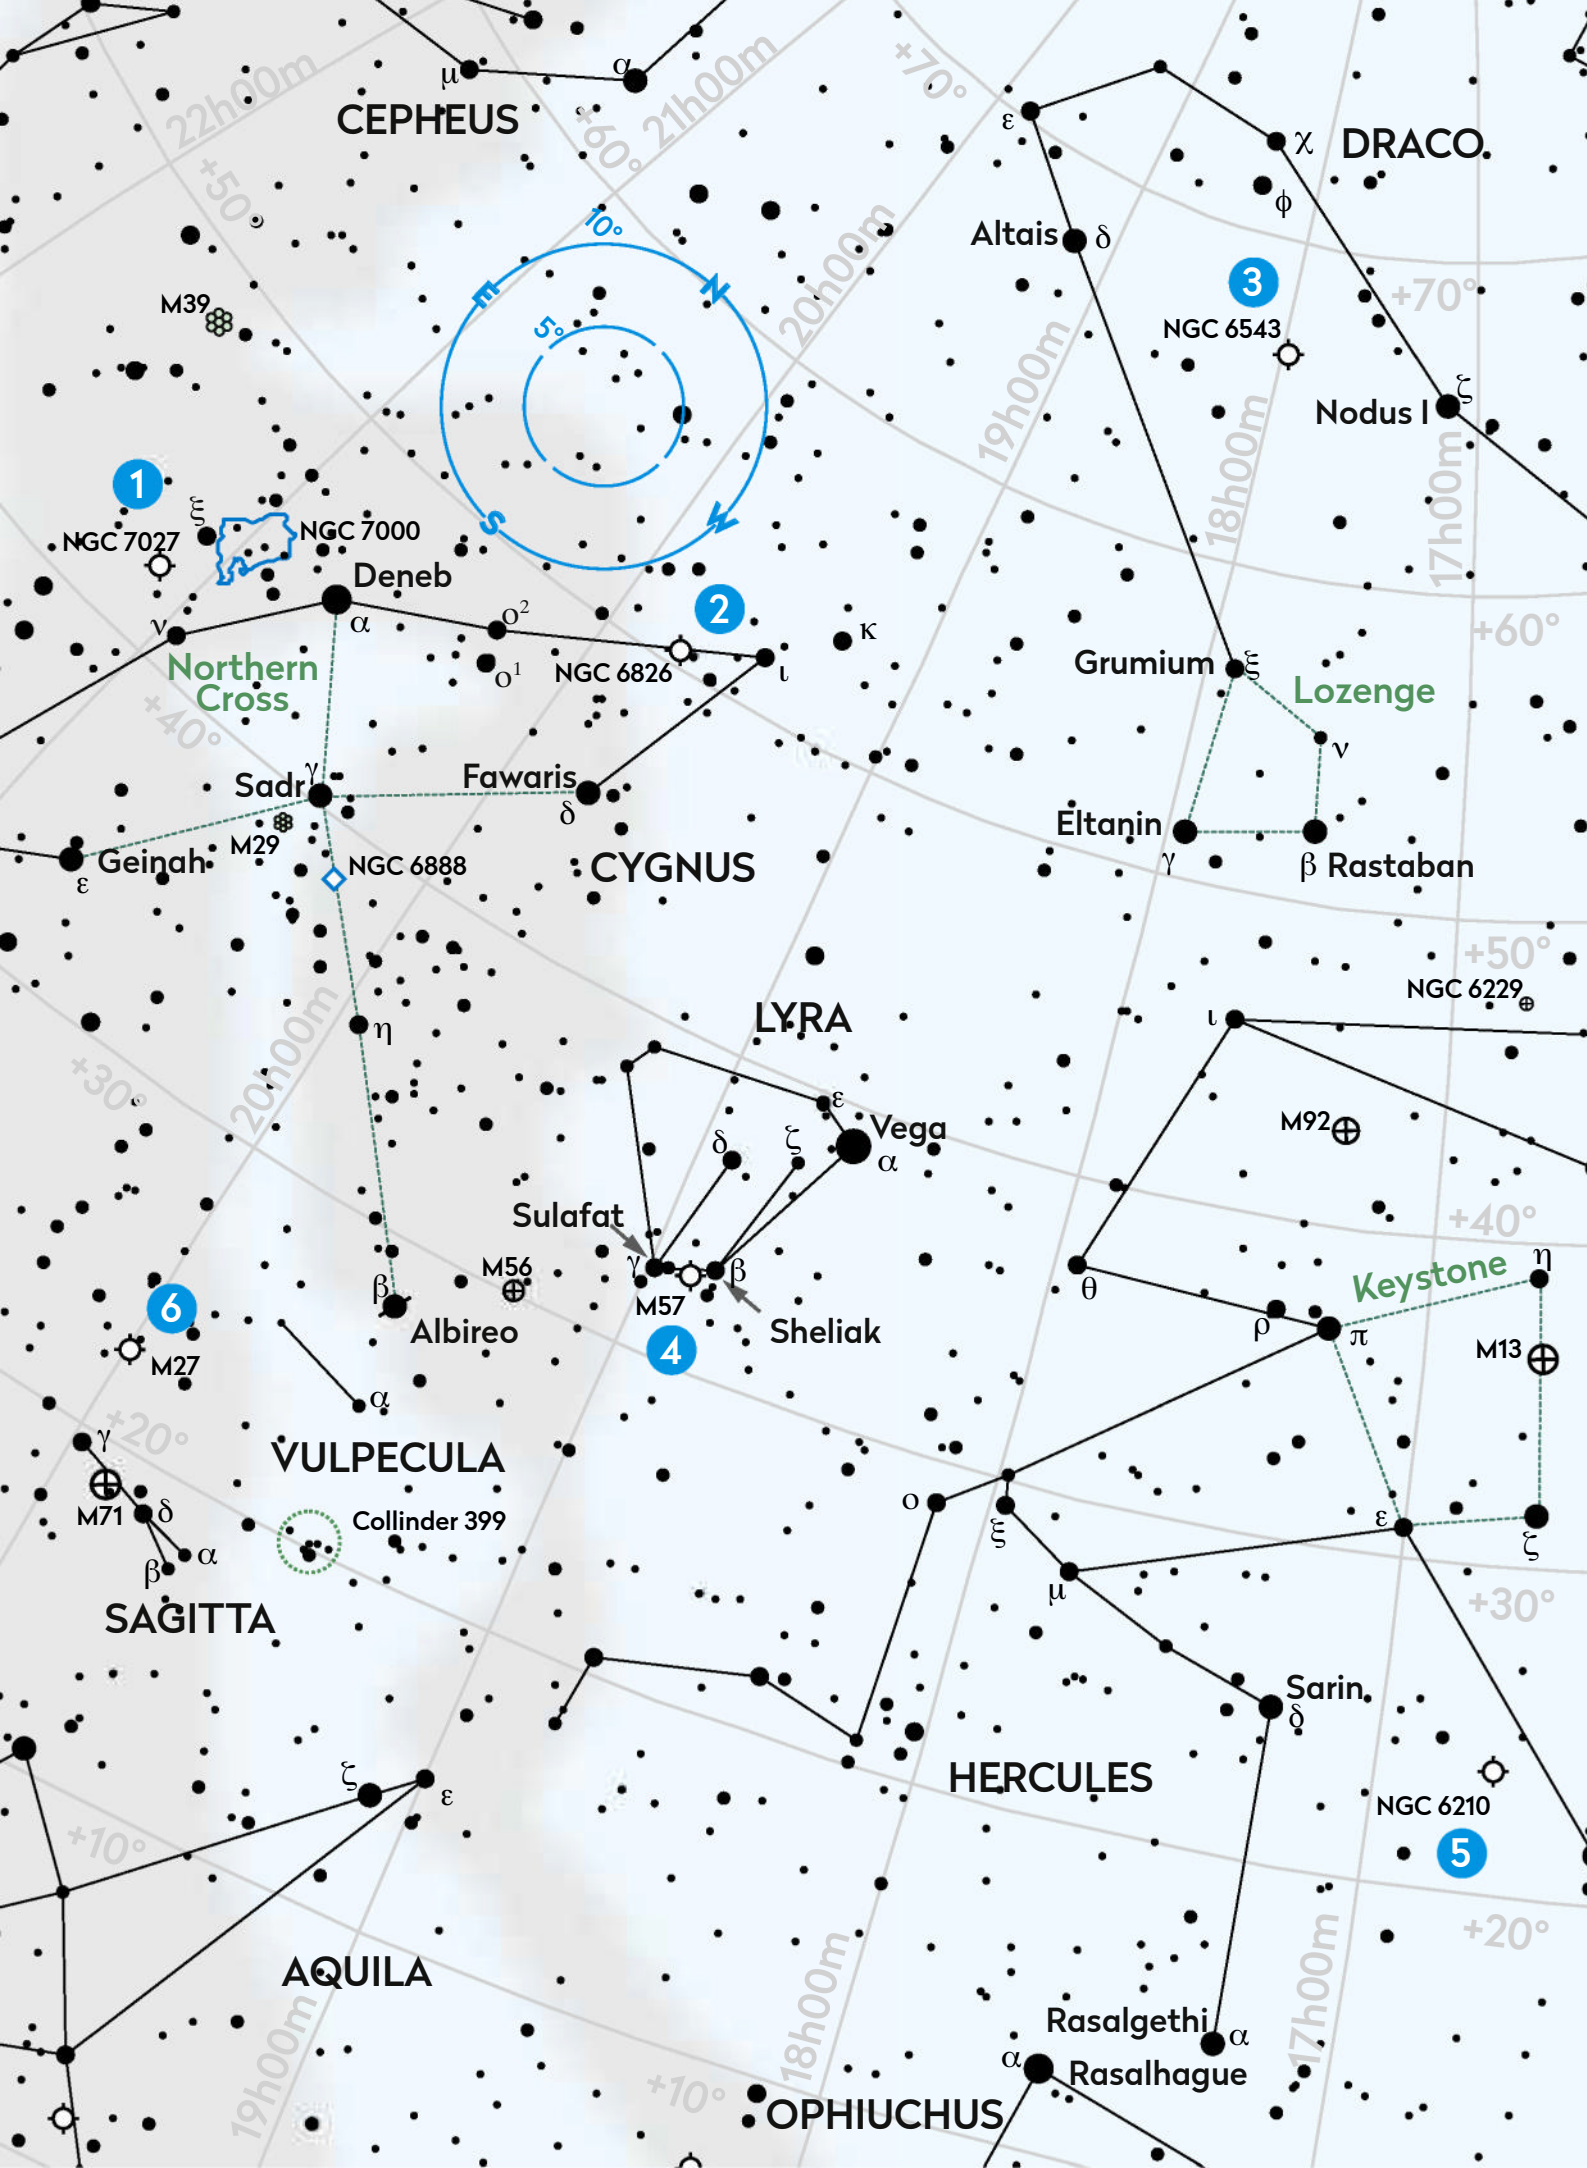 μ
α
CEPHEUS
22h00m
21h00m
+60°
+50°
+70°
ε
χ
DRACO
ϕ
Altais
δ
3
NGC 6543
+70°
10°
E
N
5°
S
W
20h00m
M39
19h00m
ζ
Nodus I
18h00m
17h00m
1
ξ
NGC 7027
NGC 7000
Deneb
α
ν
ο²
ο¹
2
NGC 6826
ι
κ
+60°
Northern
Cross
+40°
Grumium
ξ
Lozenge
ν
Sadr
γ
Fawaris
δ
M29
Geinah
ε
NGC 6888
CYGNUS
Eltanin
γ
β
Rastaban
+50°
NGC 6229
LYRA
ι
η
20h00m
+30°
ε
Vega
α
δ
ζ
M92
Sulafat
γ
β
M57
4
Sheliak
M56
+40°
θ
Keystone
η
ρ
π
M13
6
M27
β
Albireo
α
+20°
VULPECULA
γ
M71
δ
α
β
Collinder 399
SAGITTA
ο
ξ
μ
ε
ζ
+30°
Sarin
δ
HERCULES
NGC 6210
5
ζ
ε
+10°
+20°
AQUILA
19h00m
18h00m
17h00m
+10°
Rasalgethi
α
α
Rasalhague
OPHIUCHUS